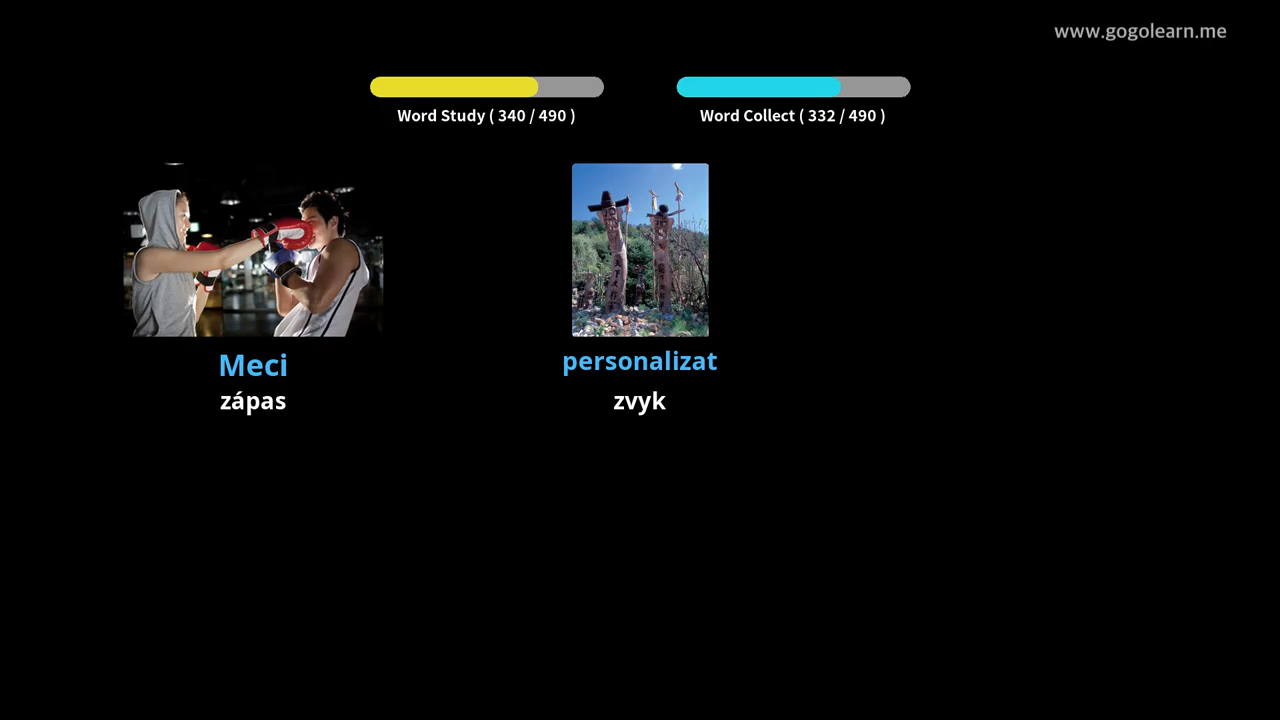 www.gogolearn.me
Word Study ( 340 / 490 )
Word Collect ( 332 / 490 )
Meci
zápas
personalizat
zvyk